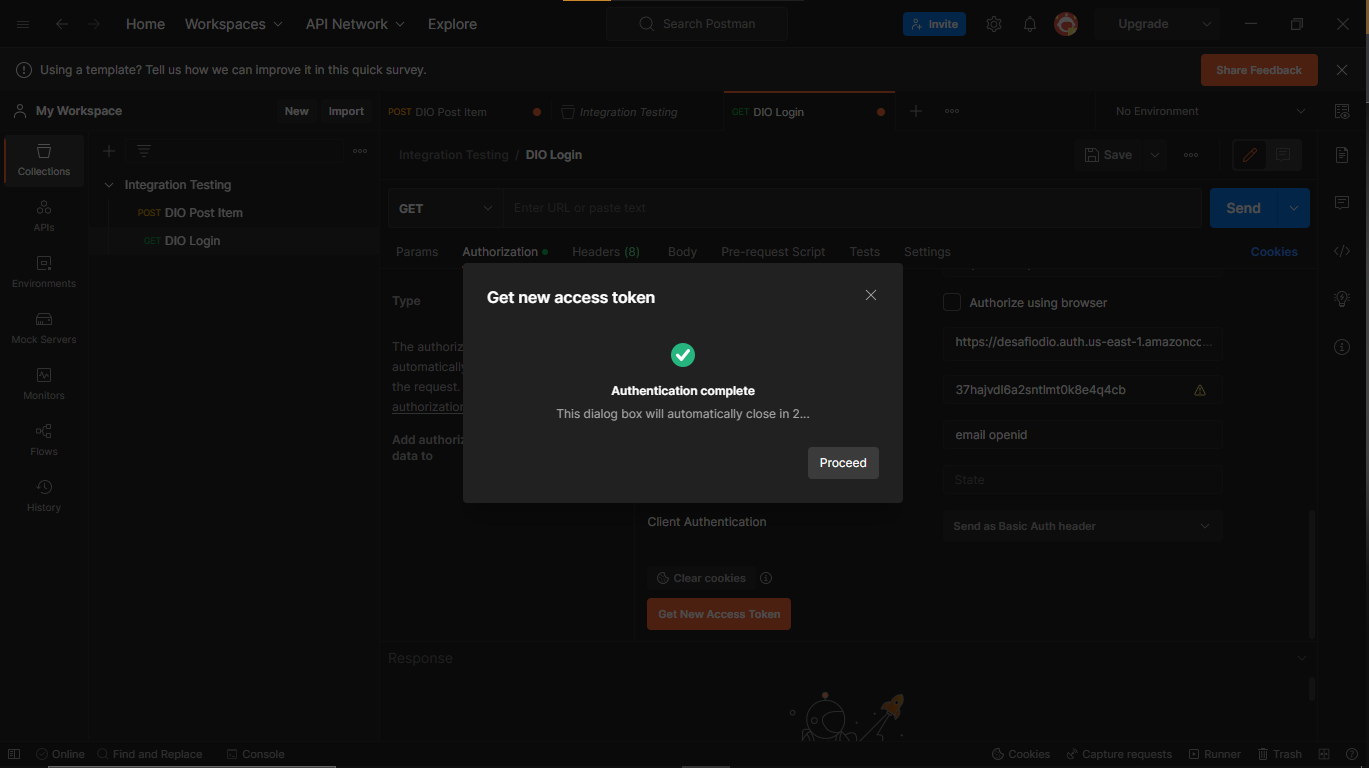 Home
Workspaces
API Network
Explore
Search Postman
Invite
Upgrade
Using a template? Tell us how we can improve it in this quick survey.
Share Feedback
My Workspace
New
Import
POST DIO Post Item
Integration Testing
GET DIO Login
No Environment
Collections
APIs
Environments
Mock Servers
Monitors
Flows
History
Integration Testing
POST DIO Post Item
GET DIO Login
Integration Testing / DIO Login
Save
GET
Enter URL or paste text
Send
Params
Authorization
Headers (8)
Body
Pre-request Script
Tests
Settings
Cookies
Type
The authoriz
automatically
the request.
authorization
Add authoriz
data to
Get new access token
Authentication complete
This dialog box will automatically close in 2...
Proceed
Authorize using browser
https://desafiodio.auth.us-east-1.amazoncc...
email openid
State
Client Authentication
Send as Basic Auth header
Clear cookies
Get New Access Token
Response
Online
Find and Replace
Console
Cookies
Capture requests
Runner
Trash